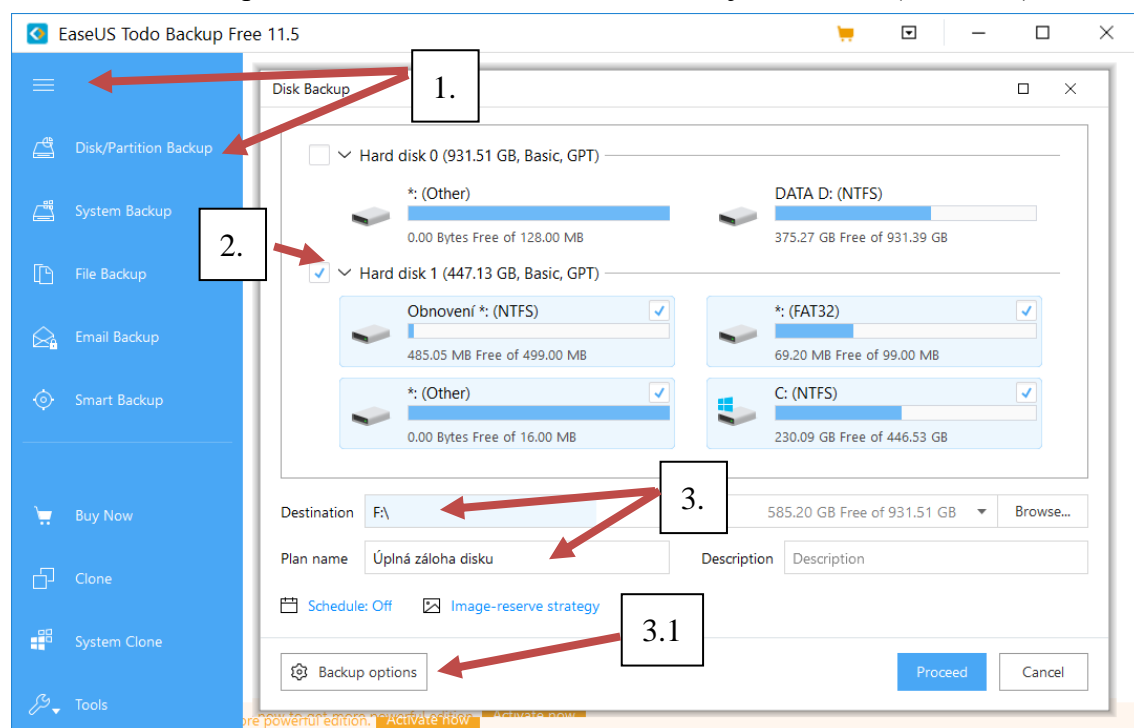 EaseUS Todo Backup Free 11.5
1.
Disk Backup
Disk/Partition Backup
System Backup
File Backup
Email Backup
Smart Backup
Buy Now
Clone
System Clone
Tools
Hard disk 0 (931.51 GB, Basic, GPT)
*: (Other)
0.00 Bytes Free of 128.00 MB
DATA D: (NTFS)
375.27 GB Free of 931.39 GB
2.
Hard disk 1 (447.13 GB, Basic, GPT)
Obnovení *: (NTFS)
485.05 MB Free of 499.00 MB
*: (FAT32)
69.20 MB Free of 99.00 MB
*: (Other)
0.00 Bytes Free of 16.00 MB
C: (NTFS)
230.09 GB Free of 446.53 GB
3.
Destination F:\ 585.20 GB Free of 931.51 GB Browse...
Plan name Úplná záloha disku Description Description
Schedule: Off Image-reserve strategy
3.1
Backup options Proceed Cancel
powerful edition. Activate now Activate now